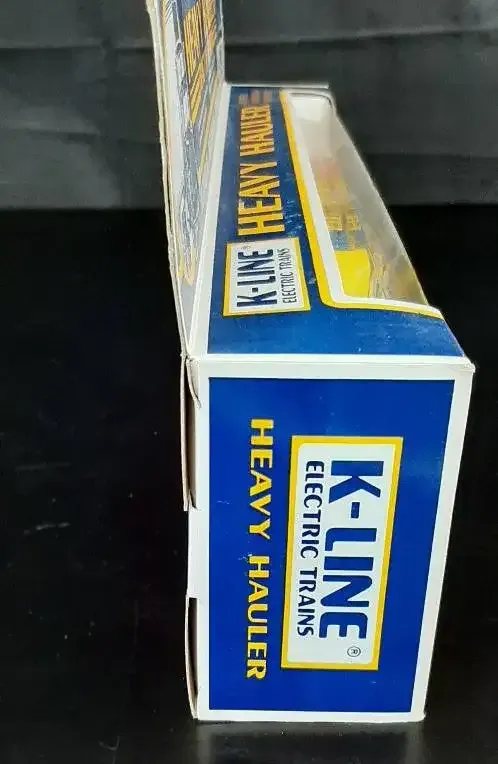 HEAVY HAULER
K-LINE
ELECTRIC TRAINS
K-LINE®
ELECTRIC TRAINS
HEAVY HAULER